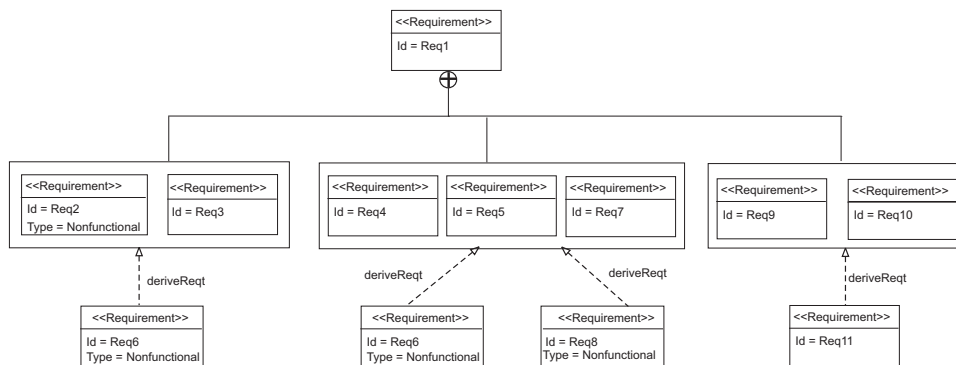 <<Requirement>>
Id = Req1
<<Requirement>>
Id = Req2
Type = Nonfunctional
<<Requirement>>
Id = Req3
<<Requirement>>
Id = Req4
<<Requirement>>
Id = Req5
<<Requirement>>
Id = Req7
<<Requirement>>
Id = Req9
<<Requirement>>
Id = Req10
deriveReqt
deriveReqt
deriveReqt
deriveReqt
<<Requirement>>
Id = Req6
Type = Nonfunctional
<<Requirement>>
Id = Req6
Type = Nonfunctional
<<Requirement>>
Id = Req8
Type = Nonfunctional
<<Requirement>>
Id = Req11